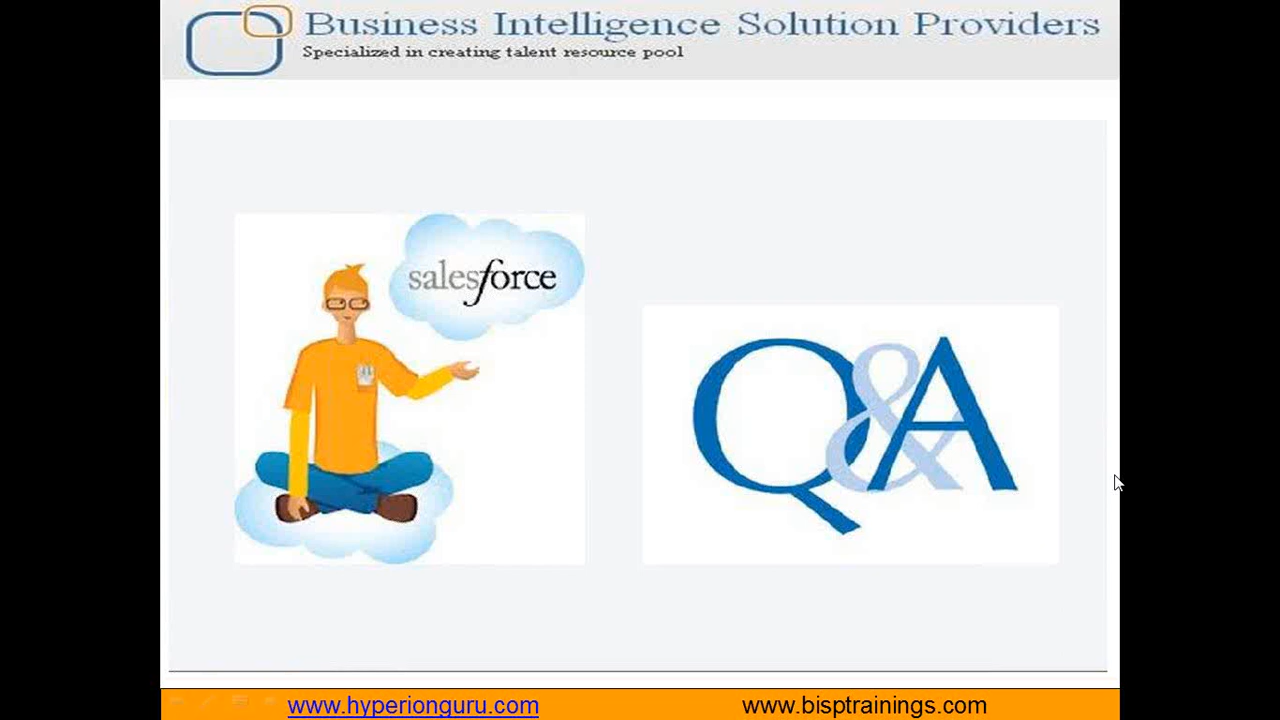 Business Intelligence Solution Providers
Specialized in creating talent resource pool
salesforce
Q&A
www.hyperionguru.com
www.bisptrainings.com